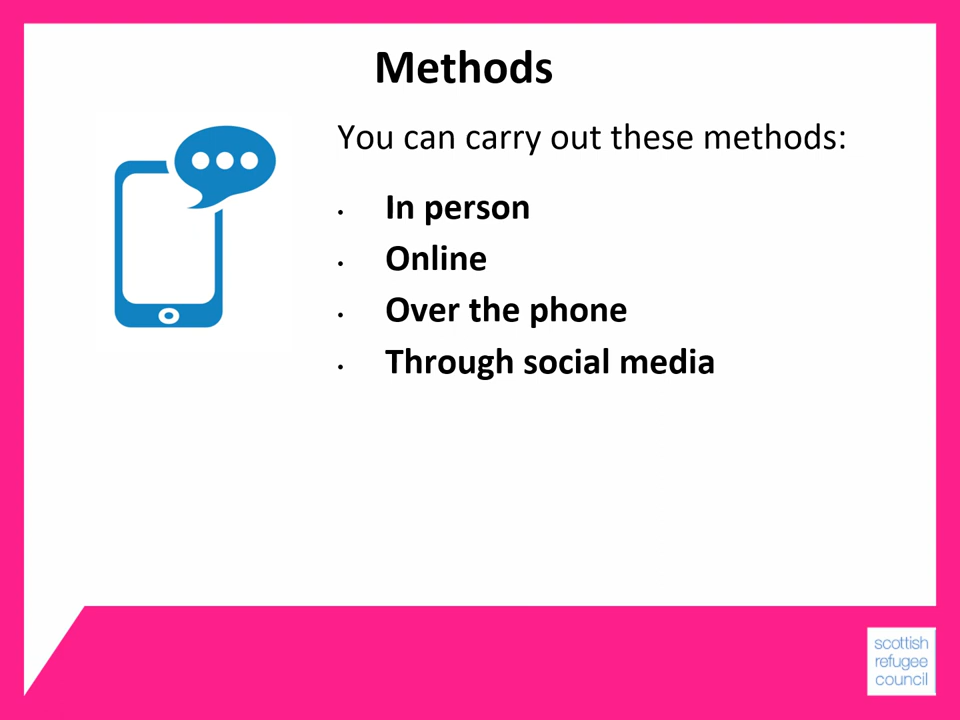 Methods
You can carry out these methods:
• In person
• Online
• Over the phone
• Through social media
scottish
refugee
council